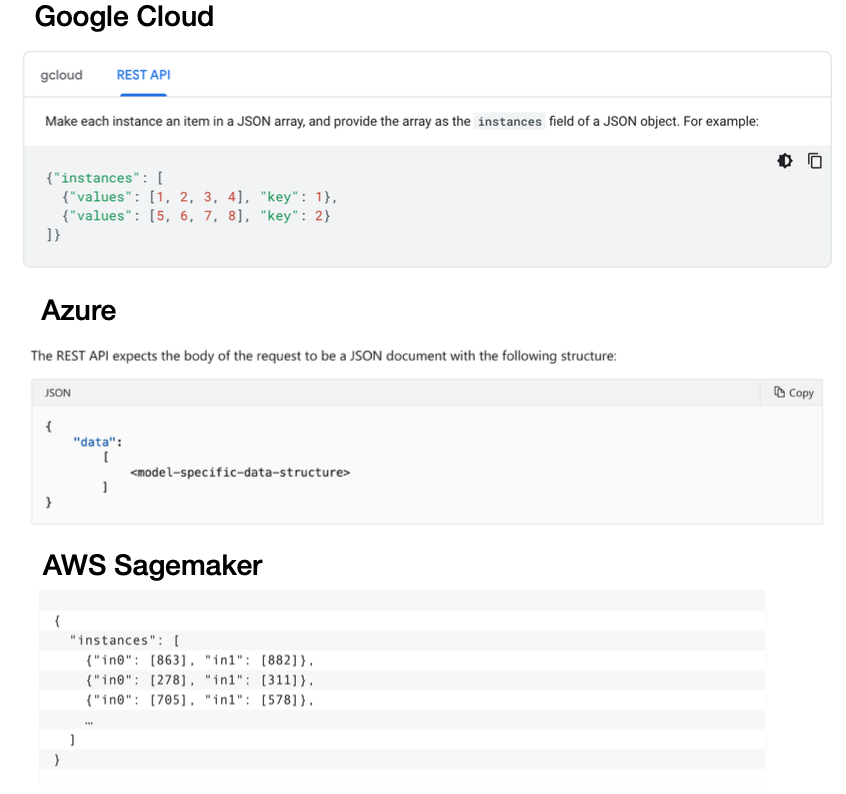 Google Cloud
gcloud
REST API
Make each instance an item in a JSON array, and provide the array as the instances field of a JSON object. For example:
{"instances": [
  {"values": [1, 2, 3, 4], "key": 1},
  {"values": [5, 6, 7, 8], "key": 2}
]}
Azure
The REST API expects the body of the request to be a JSON document with the following structure:
JSON
Copy
{
    "data":
        [
            <model-specific-data-structure>
        ]
}
AWS Sagemaker
{
  "instances": [
    {"in0": [863], "in1": [882]},
    {"in0": [278], "in1": [311]},
    {"in0": [705], "in1": [578]},
    …
  ]
}